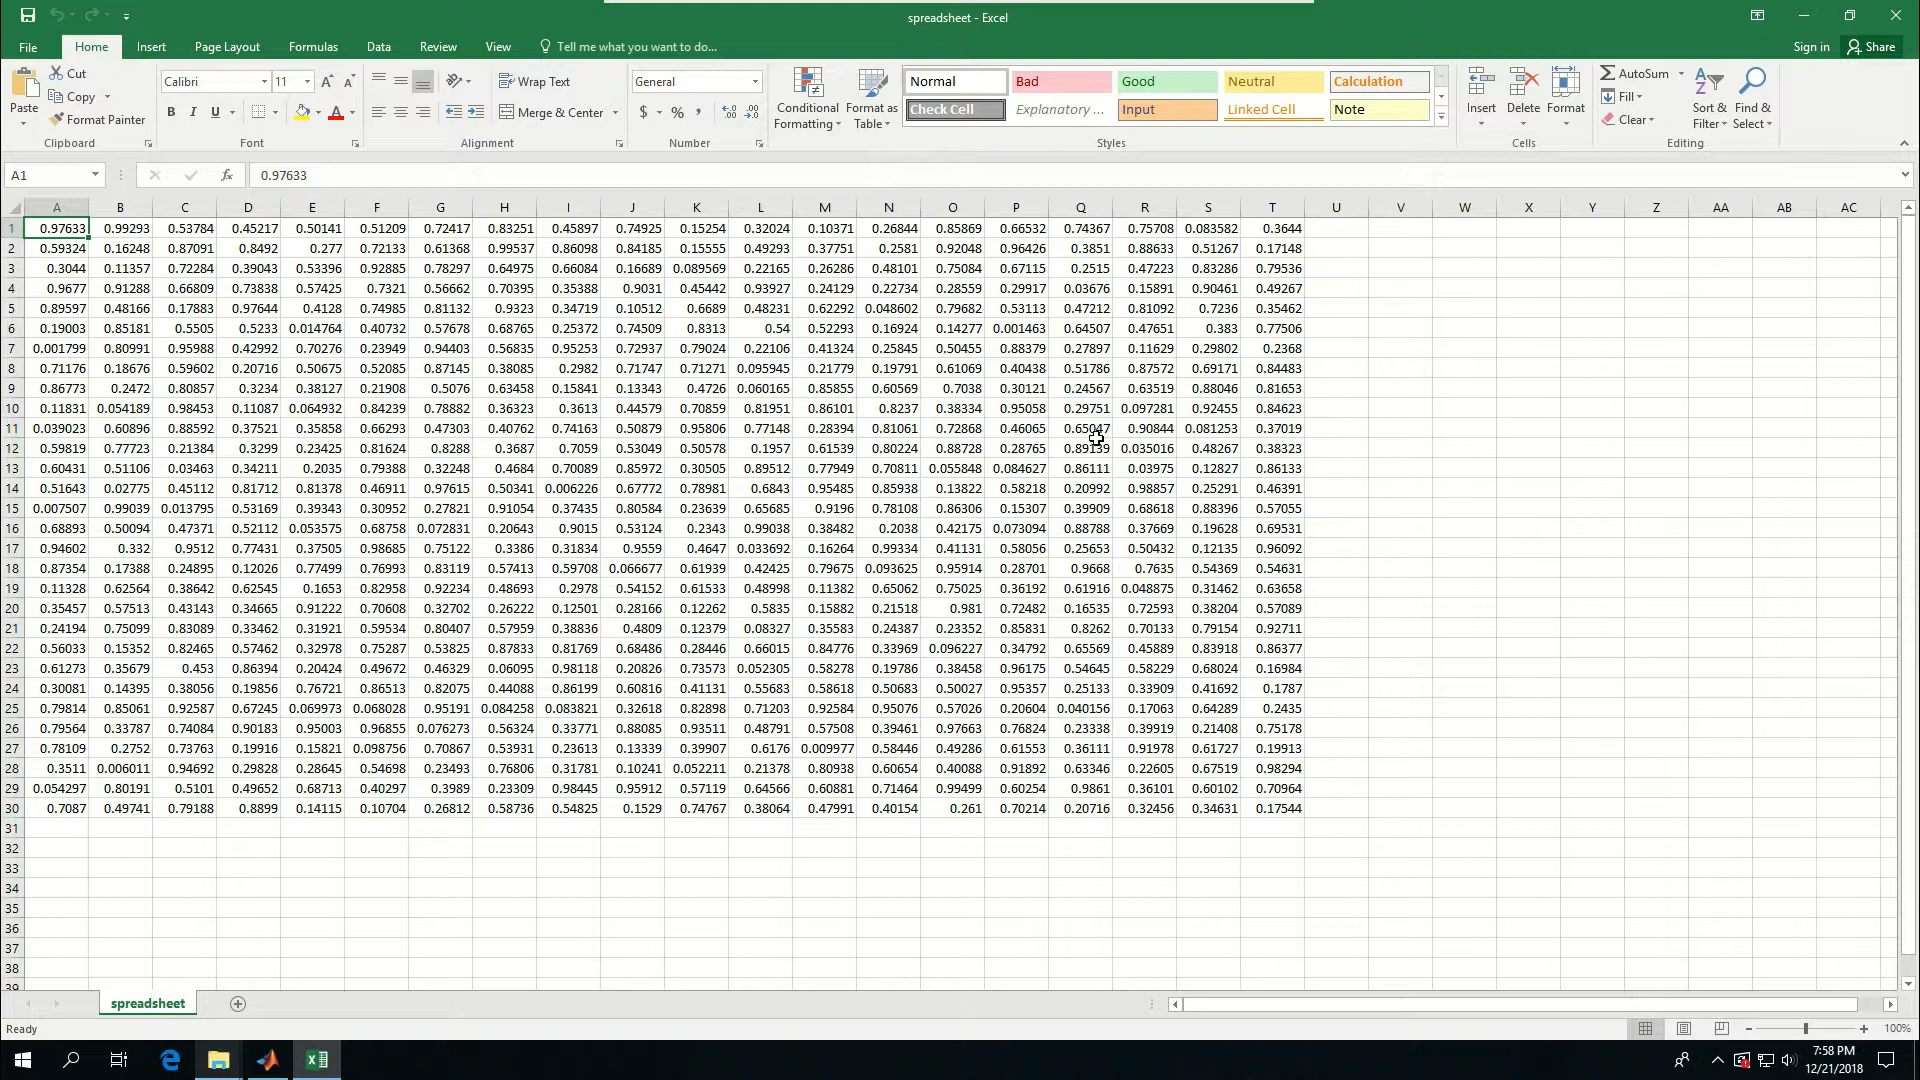 spreadsheet - Excel
File Home Insert Page Layout Formulas Data Review View Tell me what you want to do... Sign in Share
Paste Cut Copy Format Painter Clipboard
Calibri 11 B I U Font
Wrap Text Merge & Center Alignment
General $ % , Number
Conditional Formatting Format as Table Normal Bad Good Neutral Calculation
Check Cell Explanatory ... Input Linked Cell Note Styles
Insert Delete Format Cells
AutoSum Fill Clear Sort & Filter Find & Select Editing
A1 fx 0.97633
A B C D E F G H I J K L M N O P Q R S T U V W X Y Z AA AB AC
1 0.97633 0.99293 0.53784 0.45217 0.50141 0.51209 0.72417 0.83251 0.45897 0.74925 0.15254 0.32024 0.10371 0.26844 0.85869 0.66532 0.74367 0.75708 0.083582 0.3644
2 0.59324 0.16248 0.87091 0.8492 0.277 0.72133 0.61368 0.99537 0.86098 0.84185 0.15555 0.49293 0.37751 0.2581 0.92048 0.96426 0.3851 0.88633 0.51267 0.17148
3 0.3044 0.11357 0.72284 0.39043 0.53396 0.92885 0.78297 0.64975 0.66084 0.16689 0.089569 0.22165 0.26286 0.48101 0.75084 0.67115 0.2515 0.47223 0.83286 0.79536
4 0.9677 0.91288 0.66809 0.73838 0.57425 0.7321 0.56662 0.70395 0.35388 0.9031 0.45442 0.93927 0.24129 0.22734 0.28559 0.29917 0.03676 0.15891 0.90461 0.49267
5 0.89597 0.48166 0.17883 0.97644 0.4128 0.74985 0.81132 0.9323 0.34719 0.10512 0.6689 0.48231 0.62292 0.048602 0.79682 0.53113 0.47212 0.81092 0.7236 0.35462
6 0.19003 0.85181 0.5505 0.5233 0.014764 0.40732 0.57678 0.68765 0.25372 0.74509 0.8313 0.54 0.52293 0.16924 0.14277 0.001463 0.64507 0.47651 0.383 0.77506
7 0.001799 0.80991 0.95988 0.42992 0.70276 0.23949 0.94403 0.56835 0.95253 0.72937 0.79024 0.22106 0.41324 0.25845 0.50455 0.88379 0.27897 0.11629 0.29802 0.2368
8 0.71176 0.18676 0.59602 0.20716 0.50675 0.52085 0.87145 0.38085 0.2982 0.71747 0.71271 0.095945 0.21779 0.19791 0.61069 0.40438 0.51786 0.87572 0.69171 0.84483
9 0.86773 0.2472 0.80857 0.3234 0.38127 0.21908 0.5076 0.63458 0.15841 0.13343 0.4726 0.060165 0.85855 0.60569 0.7038 0.30121 0.24567 0.63519 0.88046 0.81653
10 0.11831 0.054189 0.98453 0.11087 0.064932 0.84239 0.78882 0.36323 0.3613 0.44579 0.70859 0.81951 0.86101 0.8237 0.38334 0.95058 0.29751 0.097281 0.92455 0.84623
11 0.039023 0.60896 0.88592 0.37521 0.35858 0.66293 0.47303 0.40762 0.74163 0.50879 0.95806 0.77148 0.28394 0.81061 0.72868 0.46065 0.65047 0.90844 0.081253 0.37019
12 0.59819 0.77723 0.21384 0.3299 0.23425 0.81624 0.8288 0.3687 0.7059 0.53049 0.50578 0.1957 0.61539 0.80224 0.88728 0.28765 0.89139 0.035016 0.48267 0.38323
13 0.60431 0.51106 0.03463 0.34211 0.2035 0.79388 0.32248 0.4684 0.70089 0.85972 0.30505 0.89512 0.77949 0.70811 0.055848 0.084627 0.86111 0.03975 0.12827 0.86133
14 0.51643 0.02775 0.45112 0.81712 0.81378 0.46911 0.97615 0.50341 0.006226 0.67772 0.78981 0.6843 0.95485 0.85938 0.13822 0.58218 0.20992 0.98857 0.25291 0.46391
15 0.007507 0.99039 0.013795 0.53169 0.39343 0.30952 0.27821 0.91054 0.37435 0.80584 0.23639 0.65685 0.9196 0.78108 0.86306 0.15307 0.39909 0.68618 0.88396 0.57055
16 0.68893 0.50094 0.47371 0.52112 0.053575 0.68758 0.072831 0.20643 0.9015 0.53124 0.2343 0.99038 0.38482 0.2038 0.42175 0.073094 0.88788 0.37669 0.19628 0.69531
17 0.94602 0.332 0.9512 0.77431 0.37505 0.98685 0.75122 0.3386 0.31834 0.9559 0.4647 0.033692 0.16264 0.99334 0.41131 0.58056 0.25653 0.50432 0.12135 0.96092
18 0.87354 0.17388 0.24895 0.12026 0.77499 0.76993 0.83119 0.57413 0.59708 0.066677 0.61939 0.42425 0.79675 0.093625 0.95914 0.28701 0.9668 0.7635 0.54369 0.54631
19 0.11328 0.62564 0.38642 0.62545 0.1653 0.82958 0.92234 0.48693 0.2978 0.54152 0.61533 0.48998 0.11382 0.65062 0.75025 0.36192 0.61916 0.048875 0.31462 0.63658
20 0.35457 0.57513 0.43143 0.34665 0.91222 0.70608 0.32702 0.26222 0.12501 0.28166 0.12262 0.5835 0.15882 0.21518 0.981 0.72482 0.16535 0.72593 0.38204 0.57089
21 0.24194 0.75099 0.83089 0.33462 0.31921 0.59534 0.80407 0.57959 0.38836 0.4809 0.12379 0.08327 0.35583 0.24387 0.23352 0.85831 0.8262 0.70133 0.79154 0.92711
22 0.56033 0.15352 0.82465 0.57462 0.32978 0.75287 0.53825 0.87833 0.81769 0.68486 0.28446 0.66015 0.84776 0.33969 0.096227 0.34792 0.65569 0.45889 0.83918 0.86377
23 0.61273 0.35679 0.453 0.86394 0.20424 0.49672 0.46329 0.06095 0.98118 0.20826 0.73573 0.052305 0.58278 0.19786 0.38458 0.96175 0.54645 0.58229 0.68024 0.16984
24 0.30081 0.14395 0.38056 0.19856 0.76721 0.86513 0.82075 0.44088 0.86199 0.60816 0.41131 0.55683 0.58618 0.50683 0.50027 0.95357 0.25133 0.33909 0.41692 0.1787
25 0.79814 0.85061 0.92587 0.67245 0.069973 0.068028 0.95191 0.084258 0.083821 0.32618 0.82898 0.71203 0.92584 0.95076 0.57026 0.20604 0.040156 0.17063 0.64289 0.2435
26 0.79564 0.33787 0.74084 0.90183 0.95003 0.96855 0.076273 0.56324 0.33771 0.88085 0.93511 0.48791 0.57508 0.39461 0.97663 0.76824 0.23338 0.39919 0.21408 0.75178
27 0.78109 0.2752 0.73763 0.19916 0.15821 0.098756 0.70867 0.53931 0.23613 0.13339 0.39907 0.6176 0.009977 0.58446 0.49286 0.61553 0.36111 0.91978 0.61727 0.19913
28 0.3511 0.006011 0.94692 0.29828 0.28645 0.54698 0.23493 0.76806 0.31781 0.10241 0.052211 0.21378 0.80938 0.60654 0.40088 0.91892 0.63346 0.22605 0.67519 0.98294
29 0.054297 0.80191 0.5101 0.49652 0.68713 0.40297 0.3989 0.23309 0.98445 0.95912 0.57119 0.64566 0.60881 0.71464 0.99499 0.60254 0.9861 0.36101 0.60102 0.70964
30 0.7087 0.49741 0.79188 0.8899 0.14115 0.10704 0.26812 0.58736 0.54825 0.1529 0.74767 0.38064 0.47991 0.40154 0.261 0.70214 0.20716 0.32456 0.34631 0.17544
31
32
33
34
35
36
37
38
39
spreadsheet
Ready 100%
7:58 PM
12/21/2018